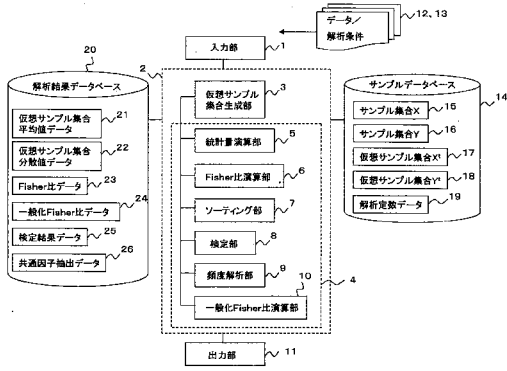 データ／
解析条件
12、13
入力部
1
2
20
解析結果データベース
仮想サンプル集合
平均値データ
21
仮想サンプル集合
分散値データ
22
Fisher比データ
23
一般化Fisher比データ
24
検定結果データ
25
共通因子抽出データ
26
仮想サンプル
集合生成部
3
統計量演算部
5
Fisher比演算部
6
ソーティング部
7
検定部
8
頻度解析部
9
一般化Fisher比演算部
10
4
出力部
11
サンプルデータベース
14
サンプル集合X
15
サンプル集合Y
16
仮想サンプル集合Xᵗ
17
仮想サンプル集合Yᵗ
18
解析定数データ
19